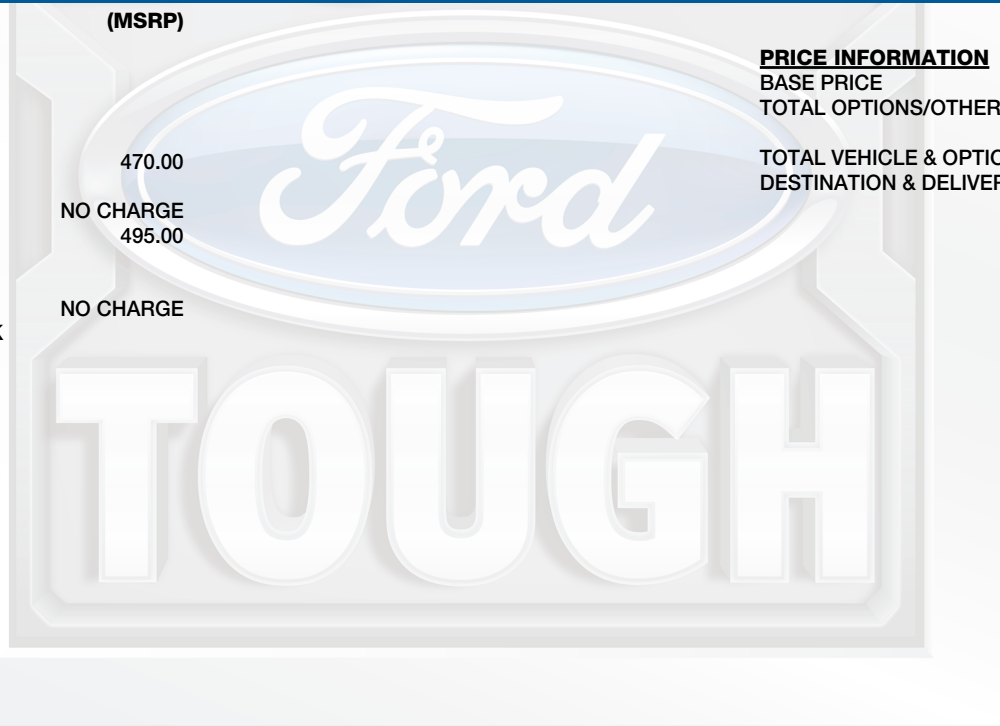 (MSRP)
470.00
NO CHARGE
495.00
NO CHARGE
PRICE INFORMATION
BASE PRICE
TOTAL OPTIONS/OTHER
TOTAL VEHICLE & OPTIO
DESTINATION & DELIVER
Ford
TOUGH